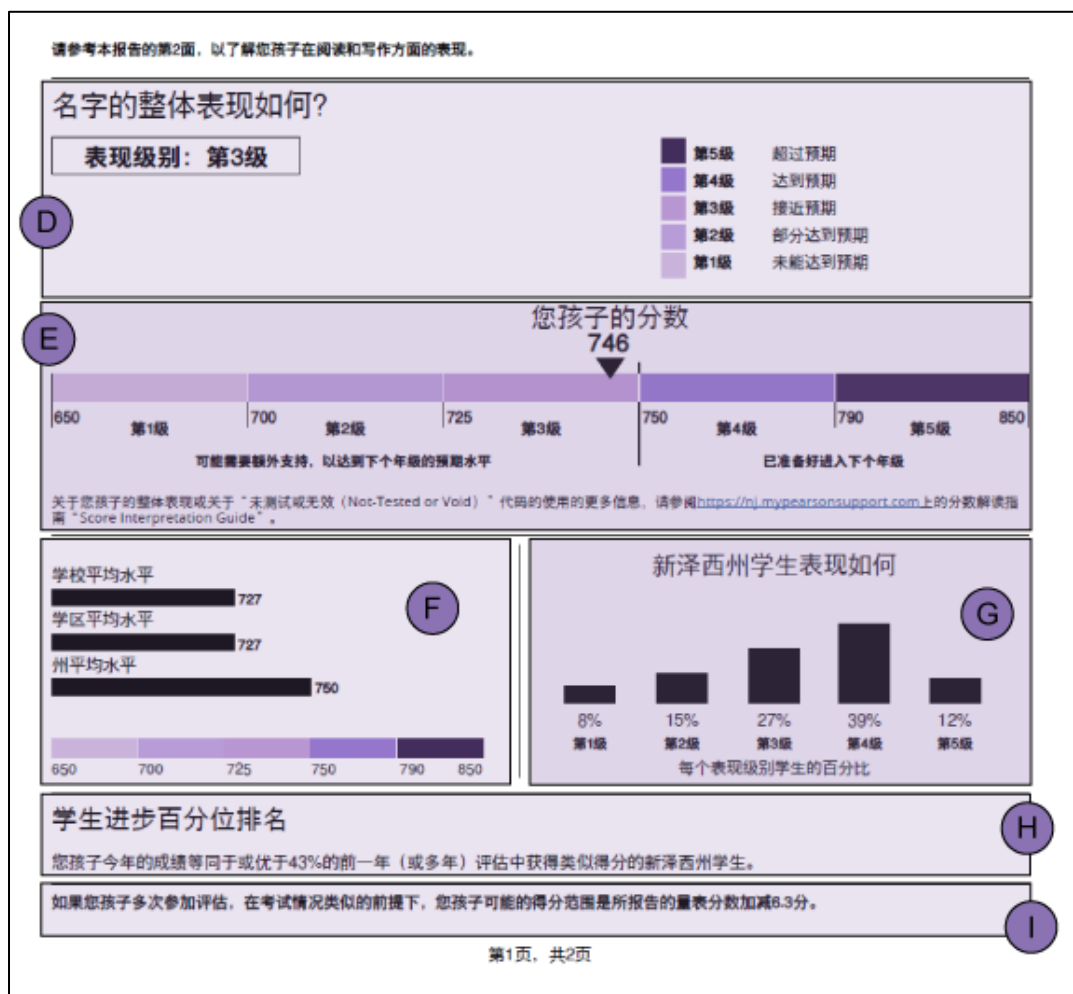 请参考本报告的第2面，以了解您孩子在阅读和写作方面的表现。
名字的整体表现如何?
表现级别：第3级
第5级 超过预期
第4级 达到预期
第3级 接近预期
第2级 部分达到预期
第1级 未能达到预期
D
E
您孩子的分数
746
650 700 725 750 790 850
第1级 第2级 第3级 第4级 第5级
可能需要额外支持，以达到下个年级的预期水平 已准备好进入下个年级
关于您孩子的整体表现或关于“未测试或无效（Not-Tested or Void）”代码的使用的更多信息，请参阅https://nj.mypearsonsupport.com上的分数解读指
南“Score Interpretation Guide”。
学校平均水平
727
学区平均水平
727
州平均水平
750
650 700 725 750 790 850
F
新泽西州学生表现如何
G
8% 15% 27% 39% 12%
第1级 第2级 第3级 第4级 第5级
每个表现级别学生的百分比
学生进步百分位排名
H
您孩子今年的成绩等同于或优于43%的前一年（或多年）评估中获得类似得分的新泽西州学生。
如果您孩子多次参加评估，在考试情况类似的前提下，您孩子可能的得分范围是所报告的量表分数加减6.3分。
I
第1页，共2页